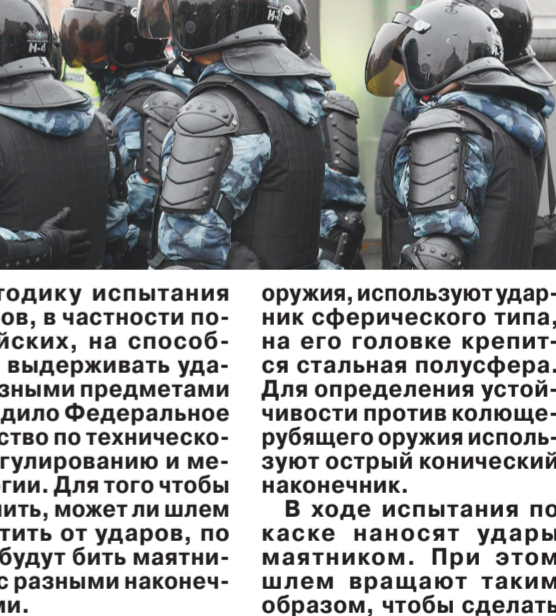 Н-4
Н-4
тодику испытания
ов, в частности по-
йских, на способ-
выдерживать уда-
зными предметами
дило Федеральное
ство по техническо-
гулированию и ме-
гии. Для того чтобы
ить, может ли шлем
тить от ударов, по
будут бить маятни-
с разными наконеч-
ми.
оружия, используют удар-
ник сферического типа,
на его головке крепит-
ся стальная полусфера.
Для определения устой-
чивости против колюще-
рубящего оружия исполь-
зуют острый конический
наконечник.
В ходе испытания по
каске наносят удары
маятником. При этом
шлем вращают таким
образом, чтобы сделать